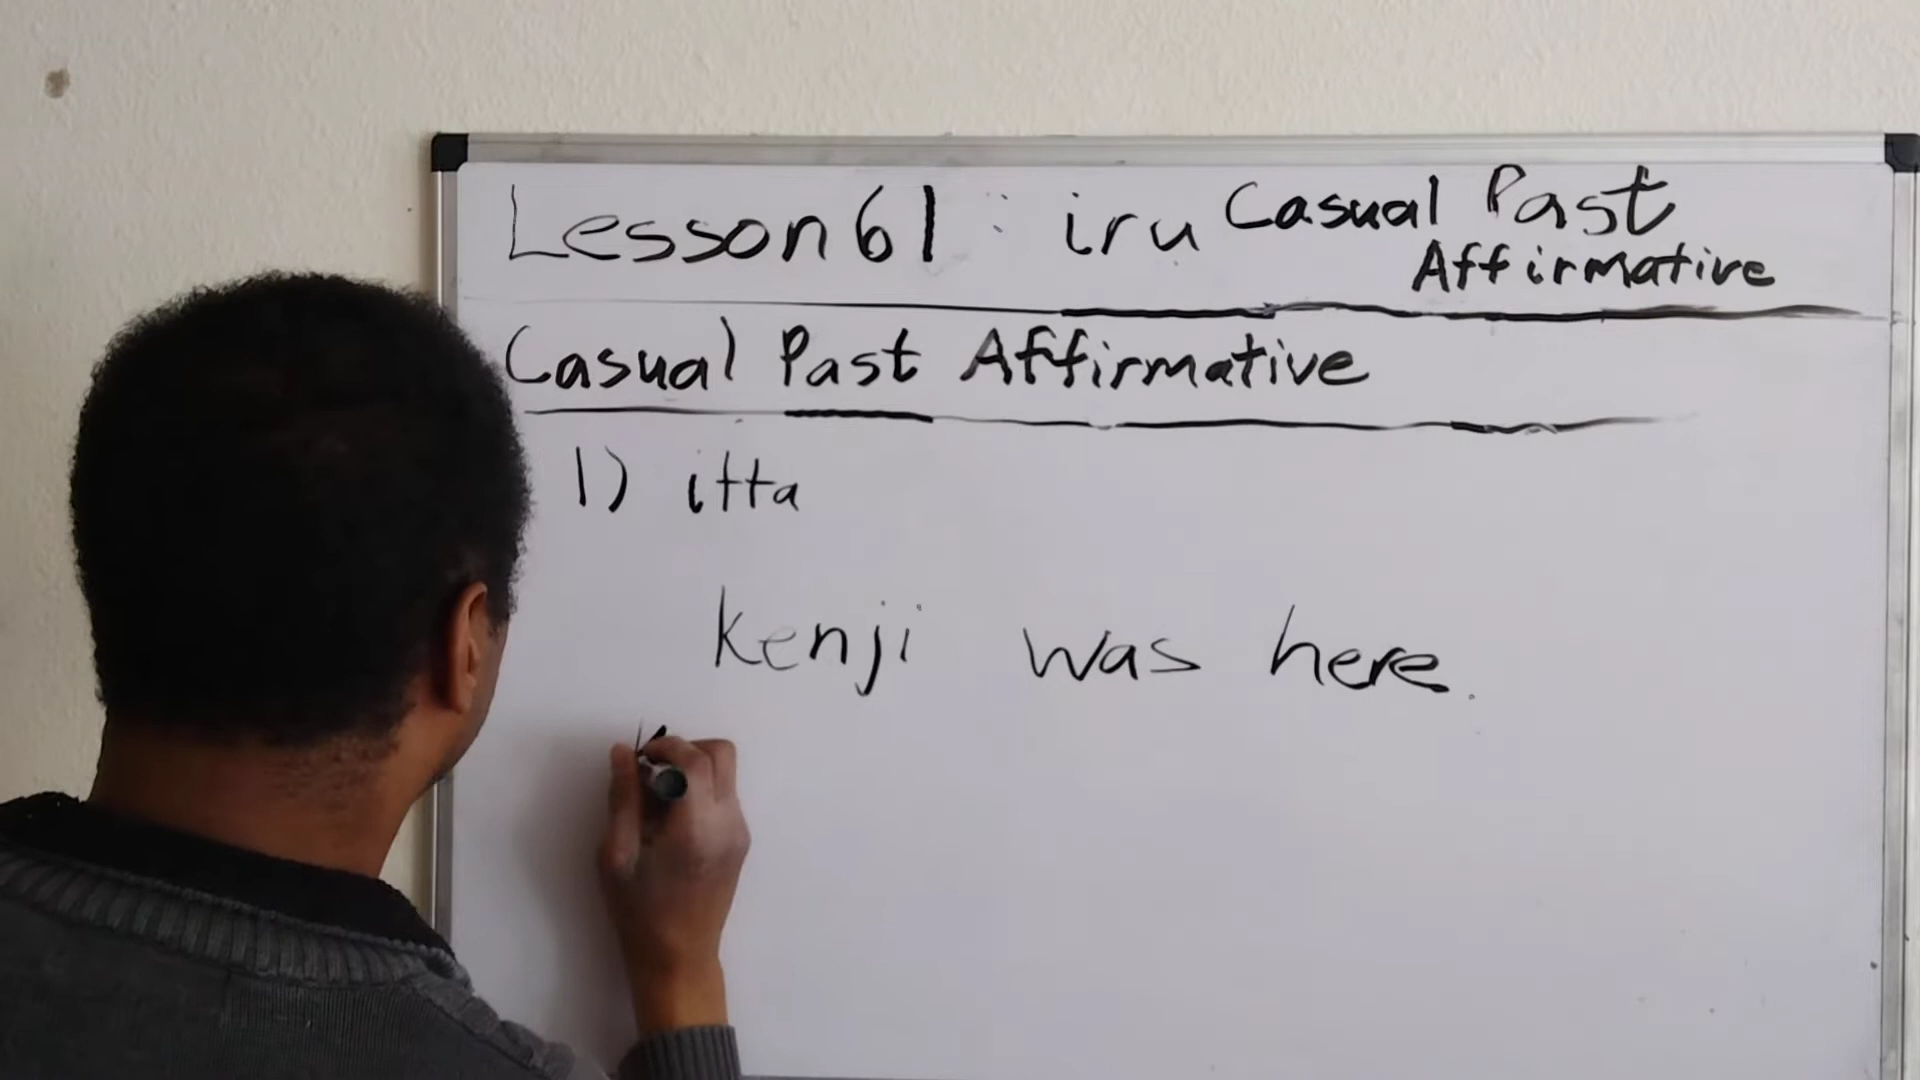 Lesson 61: iru Casual Past
Affirmative
Casual Past Affirmative
1) itta
Kenji was here.